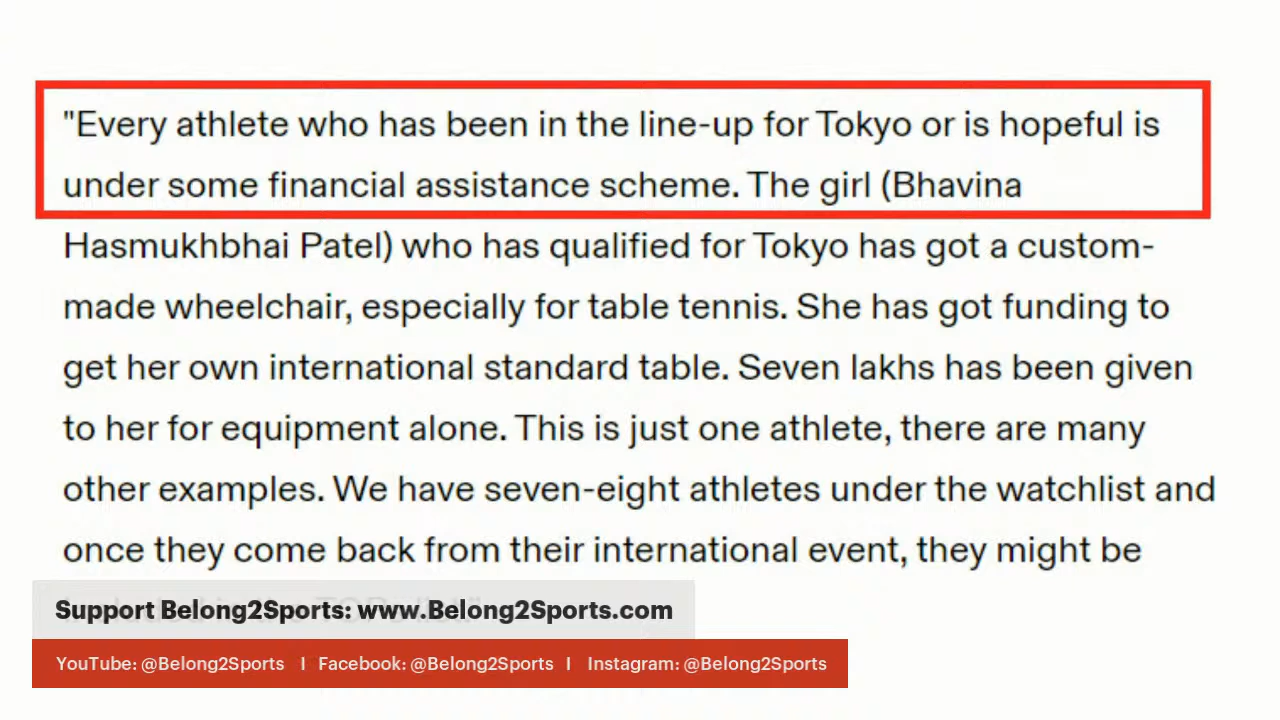 "Every athlete who has been in the line-up for Tokyo or is hopeful is
under some financial assistance scheme. The girl (Bhavina
Hasmukhbhai Patel) who has qualified for Tokyo has got a custom-
made wheelchair, especially for table tennis. She has got funding to
get her own international standard table. Seven lakhs has been given
to her for equipment alone. This is just one athlete, there are many
other examples. We have seven-eight athletes under the watchlist and
once they come back from their international event, they might be
Support Belong2Sports: www.Belong2Sports.com
YouTube: @Belong2Sports I Facebook: @Belong2Sports I Instagram: @Belong2Sports